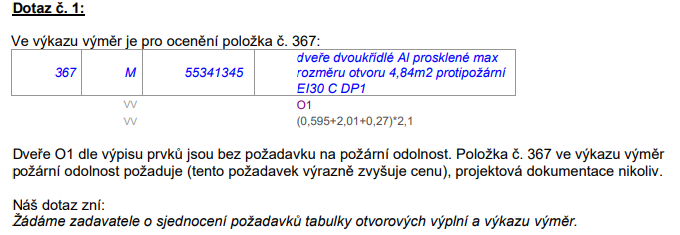 Dotaz č. 1:
Ve výkazu výměr je pro ocenění položka č. 367:
367 M 55341345 dveře dvoukřídlé Al prosklené max
rozměru otvoru 4,84m2 protipožární
EI30 C DP1
VV O1
VV (0,595+2,01+0,27)*2,1
Dveře O1 dle výpisu prvků jsou bez požadavku na požární odolnost. Položka č. 367 ve výkazu výměr
požární odolnost požaduje (tento požadavek výrazně zvyšuje cenu), projektová dokumentace nikoliv.
Náš dotaz zní:
Žádáme zadavatele o sjednocení požadavků tabulky otvorových výplní a výkazu výměr.